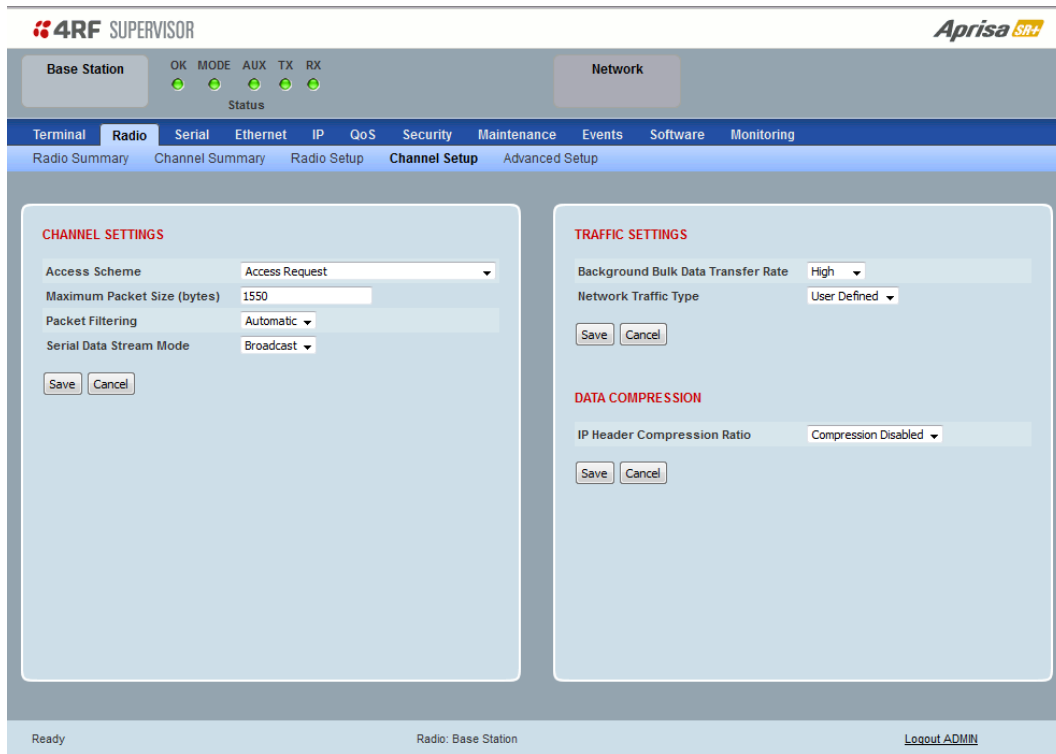 4RF SUPERVISOR
Aprisa SR+
Base Station
OK MODE AUX TX RX
Status
Network
Terminal Radio Serial Ethernet IP QoS Security Maintenance Events Software Monitoring
Radio Summary Channel Summary Radio Setup Channel Setup Advanced Setup
CHANNEL SETTINGS
Access Scheme Access Request
Maximum Packet Size (bytes) 1550
Packet Filtering Automatic
Serial Data Stream Mode Broadcast
Save Cancel
TRAFFIC SETTINGS
Background Bulk Data Transfer Rate High
Network Traffic Type User Defined
Save Cancel
DATA COMPRESSION
IP Header Compression Ratio Compression Disabled
Save Cancel
Ready Radio: Base Station Logout ADMIN